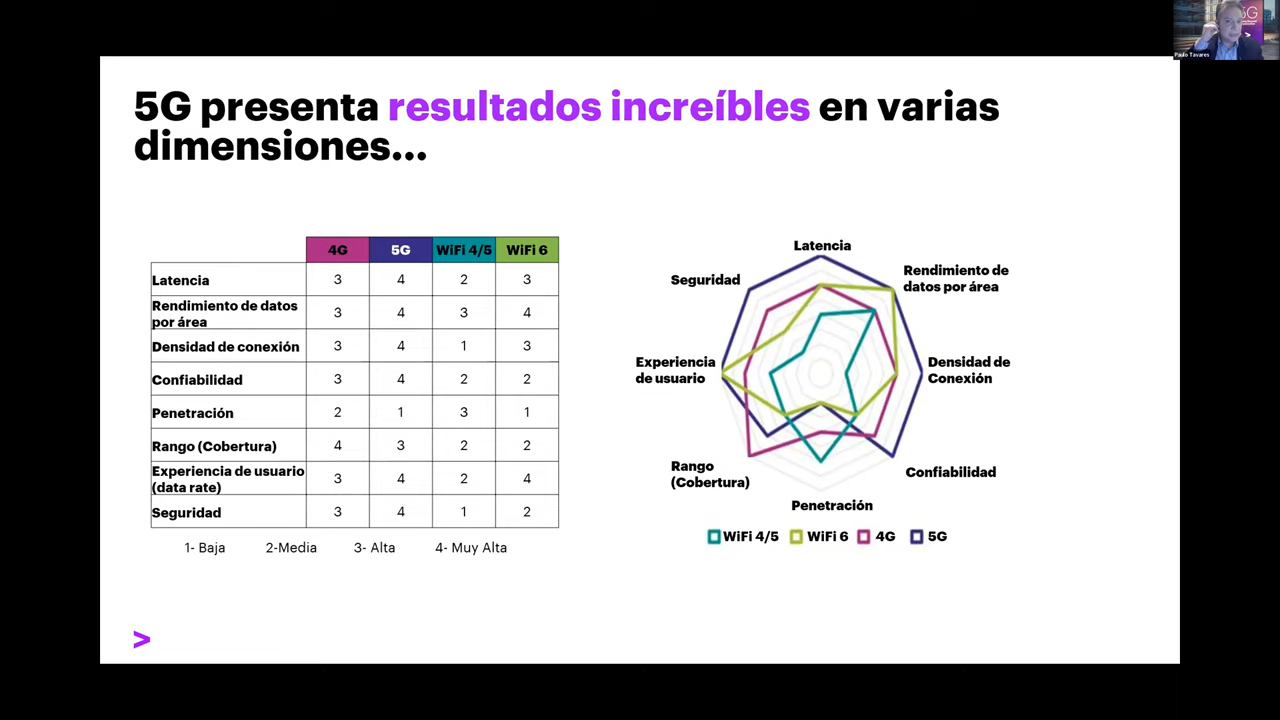 5G
Paulo Tavares
5G presenta resultados increíbles en varias
dimensiones...
4G 5G WiFi 4/5 WiFi 6
Latencia 3 4 2 3
Rendimiento de datos
por área 3 4 3 4
Densidad de conexión 3 4 1 3
Confiabilidad 3 4 2 2
Penetración 2 1 3 1
Rango (Cobertura) 4 3 2 2
Experiencia de usuario
(data rate) 3 4 2 4
Seguridad 3 4 1 2
1- Baja 2-Media 3- Alta 4- Muy Alta
Latencia
Rendimiento de
datos por área
Densidad de
Conexión
Confiabilidad
Penetración
Rango
(Cobertura)
Experiencia
de usuario
Seguridad
WiFi 4/5 WiFi 6 4G 5G
>